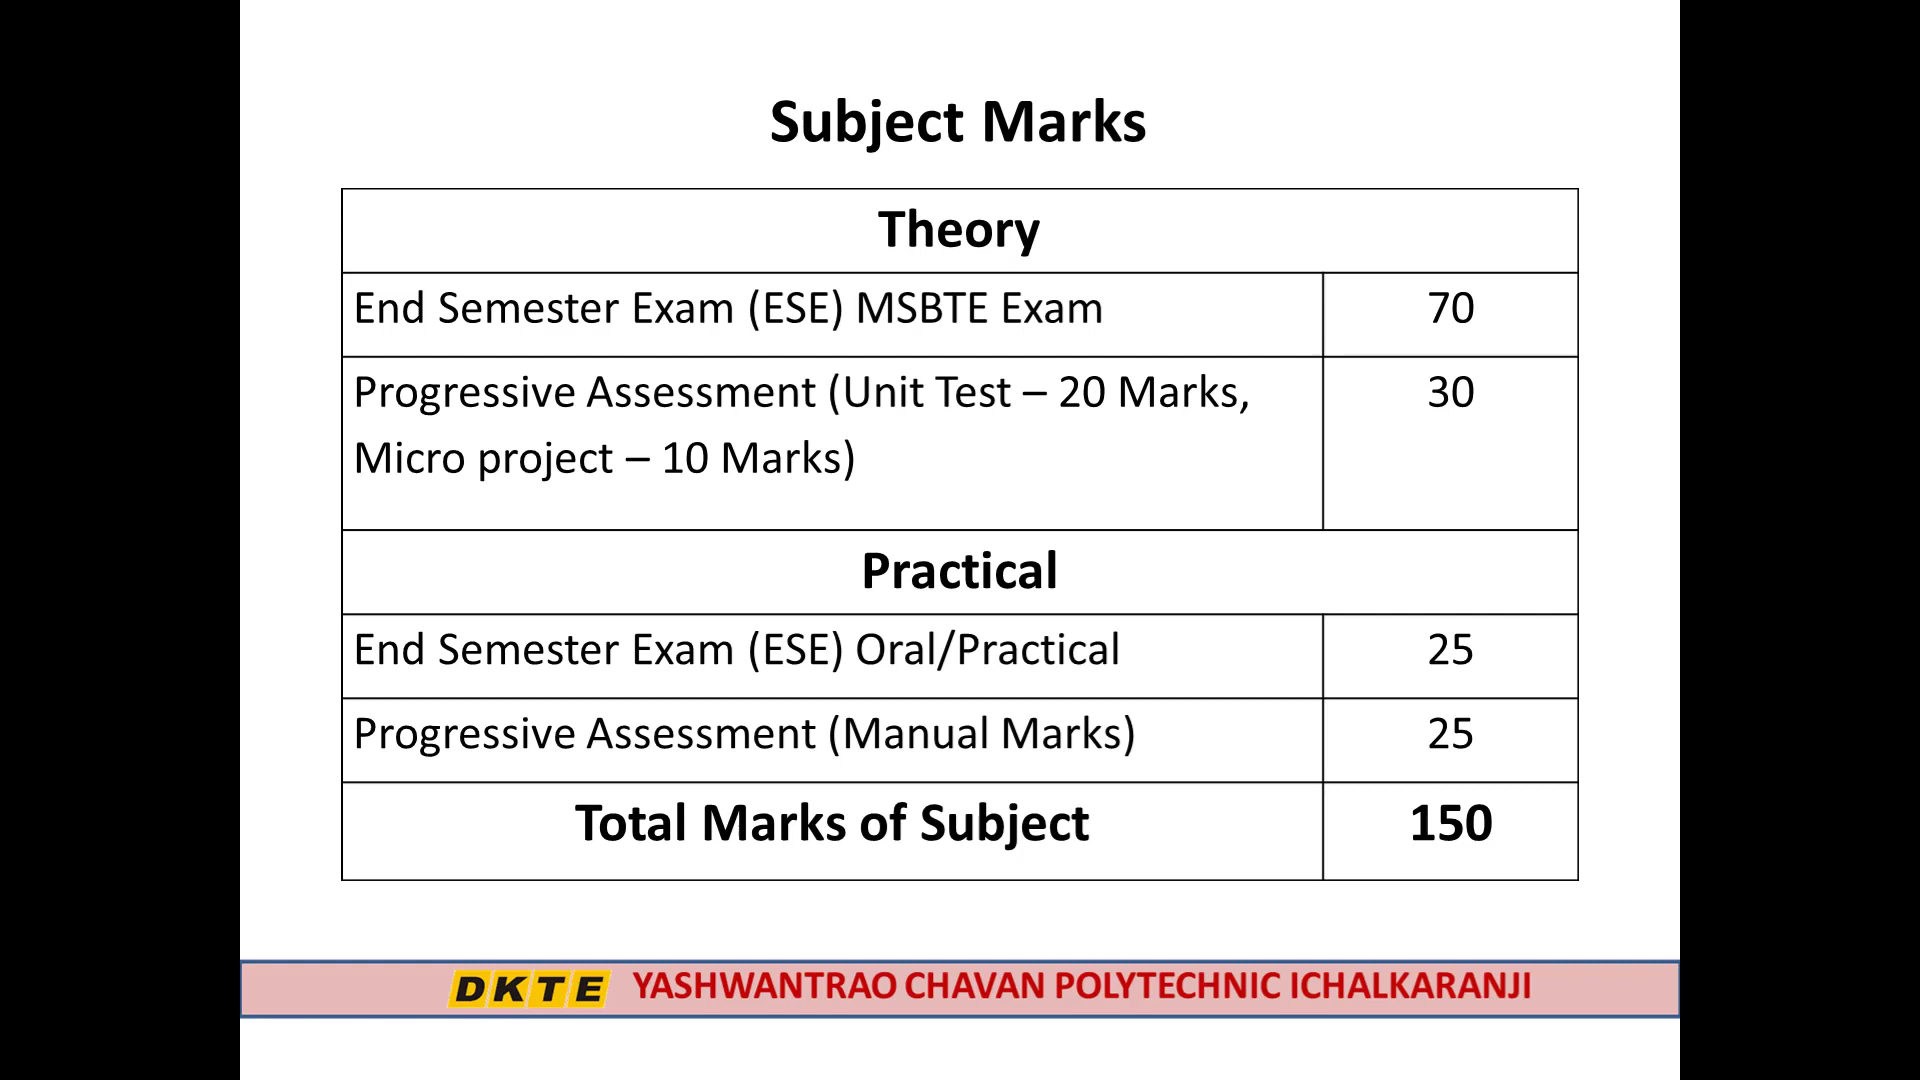 Subject Marks
Theory
End Semester Exam (ESE) MSBTE Exam 70
Progressive Assessment (Unit Test – 20 Marks, 30
Micro project – 10 Marks)
Practical
End Semester Exam (ESE) Oral/Practical 25
Progressive Assessment (Manual Marks) 25
Total Marks of Subject 150
DKTE YASHWANTRAO CHAVAN POLYTECHNIC ICHALKARANJI